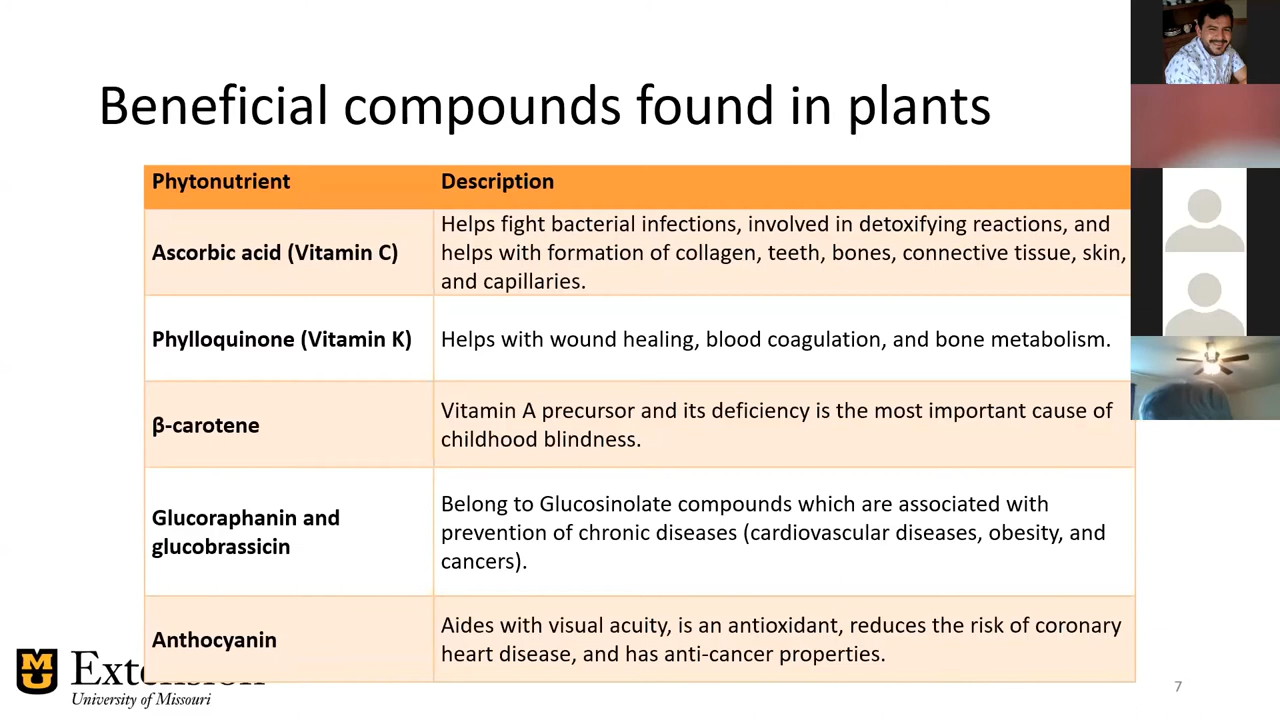 Beneficial compounds found in plants
Phytonutrient
Description
Ascorbic acid (Vitamin C)
Helps fight bacterial infections, involved in detoxifying reactions, and
helps with formation of collagen, teeth, bones, connective tissue, skin,
and capillaries.
Phylloquinone (Vitamin K)
Helps with wound healing, blood coagulation, and bone metabolism.
β-carotene
Vitamin A precursor and its deficiency is the most important cause of
childhood blindness.
Glucoraphanin and
glucobrassicin
Belong to Glucosinolate compounds which are associated with
prevention of chronic diseases (cardiovascular diseases, obesity, and
cancers).
Anthocyanin
Aides with visual acuity, is an antioxidant, reduces the risk of coronary
heart disease, and has anti-cancer properties.
MU
Extension
University of Missouri
7